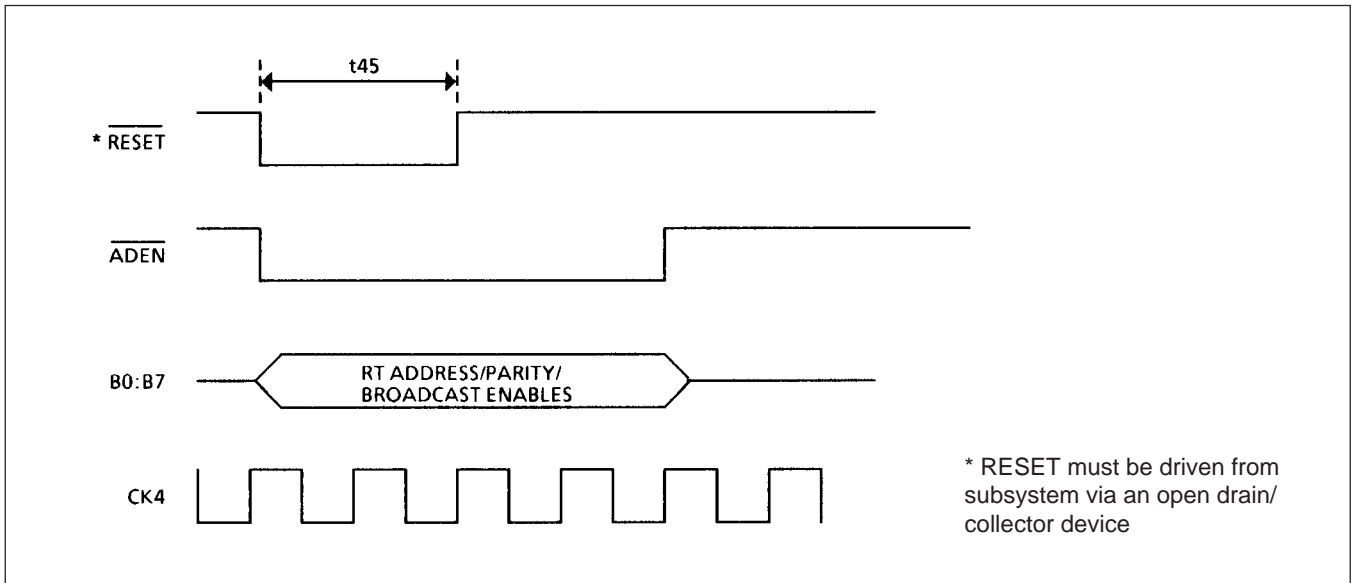 t45
* RESET
ADEN
B0:B7
RT ADDRESS/PARITY/
BROADCAST ENABLES
CK4
* RESET must be driven from
subsystem via an open drain/
collector device